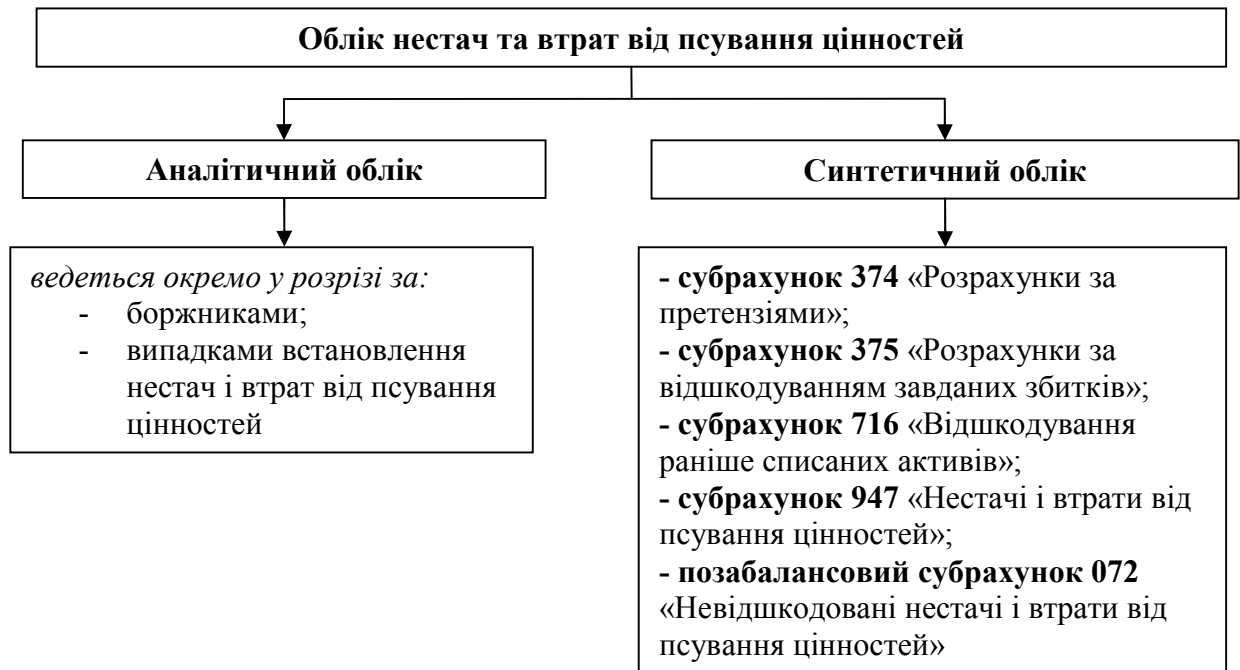 Облік нестач та втрат від псування цінностей
Аналітичний облік
Синтетичний облік
ведеться окремо у розрізі за:
- боржниками;
- випадками встановлення
нестач і втрат від псування
цінностей
- субрахунок 374 «Розрахунки за
претензіями»;
- субрахунок 375 «Розрахунки за
відшкодуванням завданих збитків»;
- субрахунок 716 «Відшкодування
раніше списаних активів»;
- субрахунок 947 «Нестачі і втрати від
псування цінностей»;
- позабалансовий субрахунок 072
«Невідшкодовані нестачі і втрати від
псування цінностей»